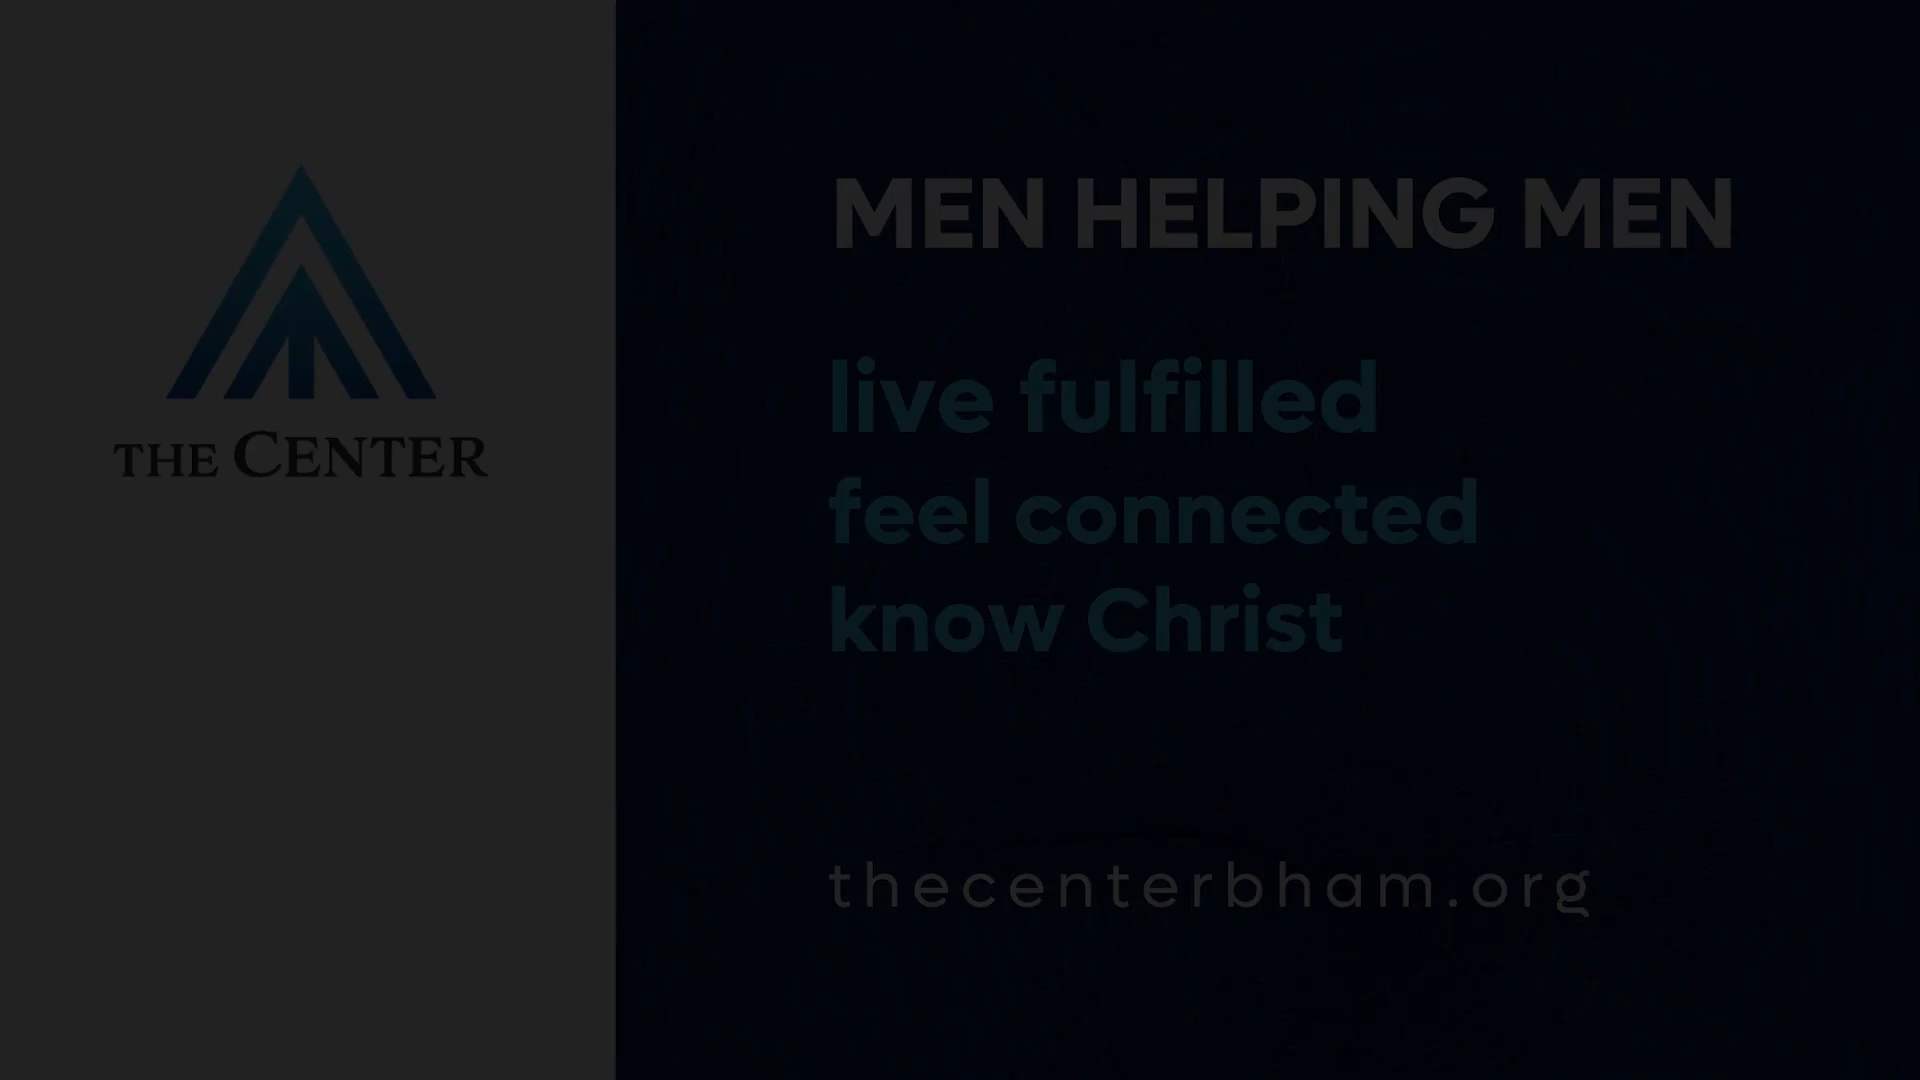 THE CENTER
MEN HELPING MEN
live fulfilled
feel connected
know Christ
thecenterbham.org